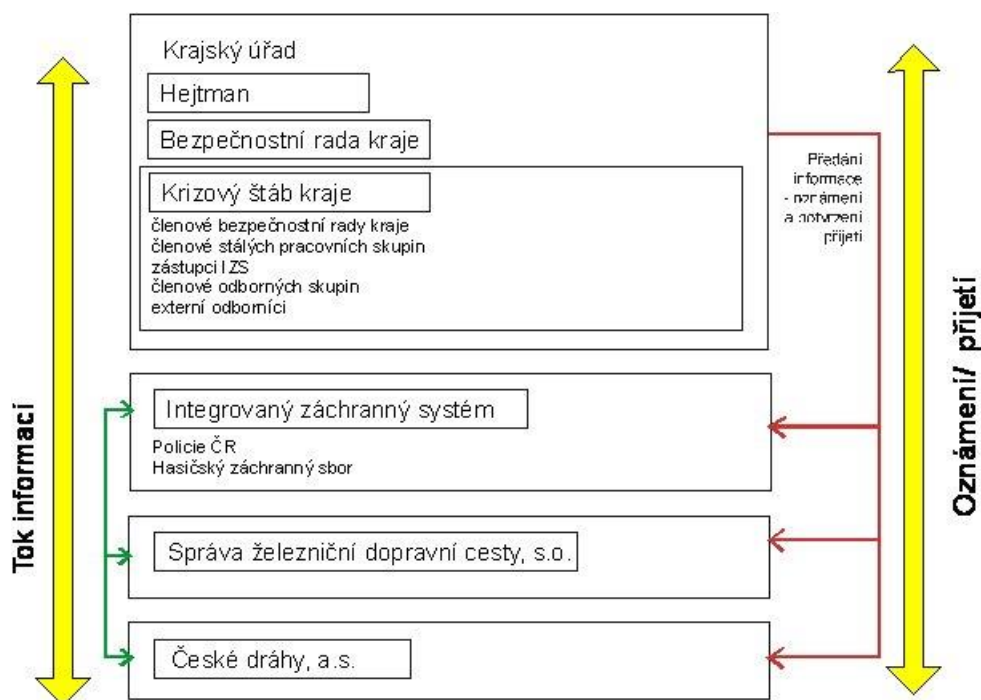 Krajský úřad
Hejtman
Bezpečnostní rada kraje
Krizový štáb kraje
členové bezpečnostní rady kraje
členové stálých pracovních skupin
zástupci IZS
členové odborných skupin
externí odborníci
Předání
informace
- oznámení
a potvrzení
přijetí
Integrovaný záchranný systém
Policie ČR
Hasičský záchranný sbor
Správa železniční dopravní cesty, s.o.
České dráhy, a.s.
Tok informací
Oznámení/ přijetí